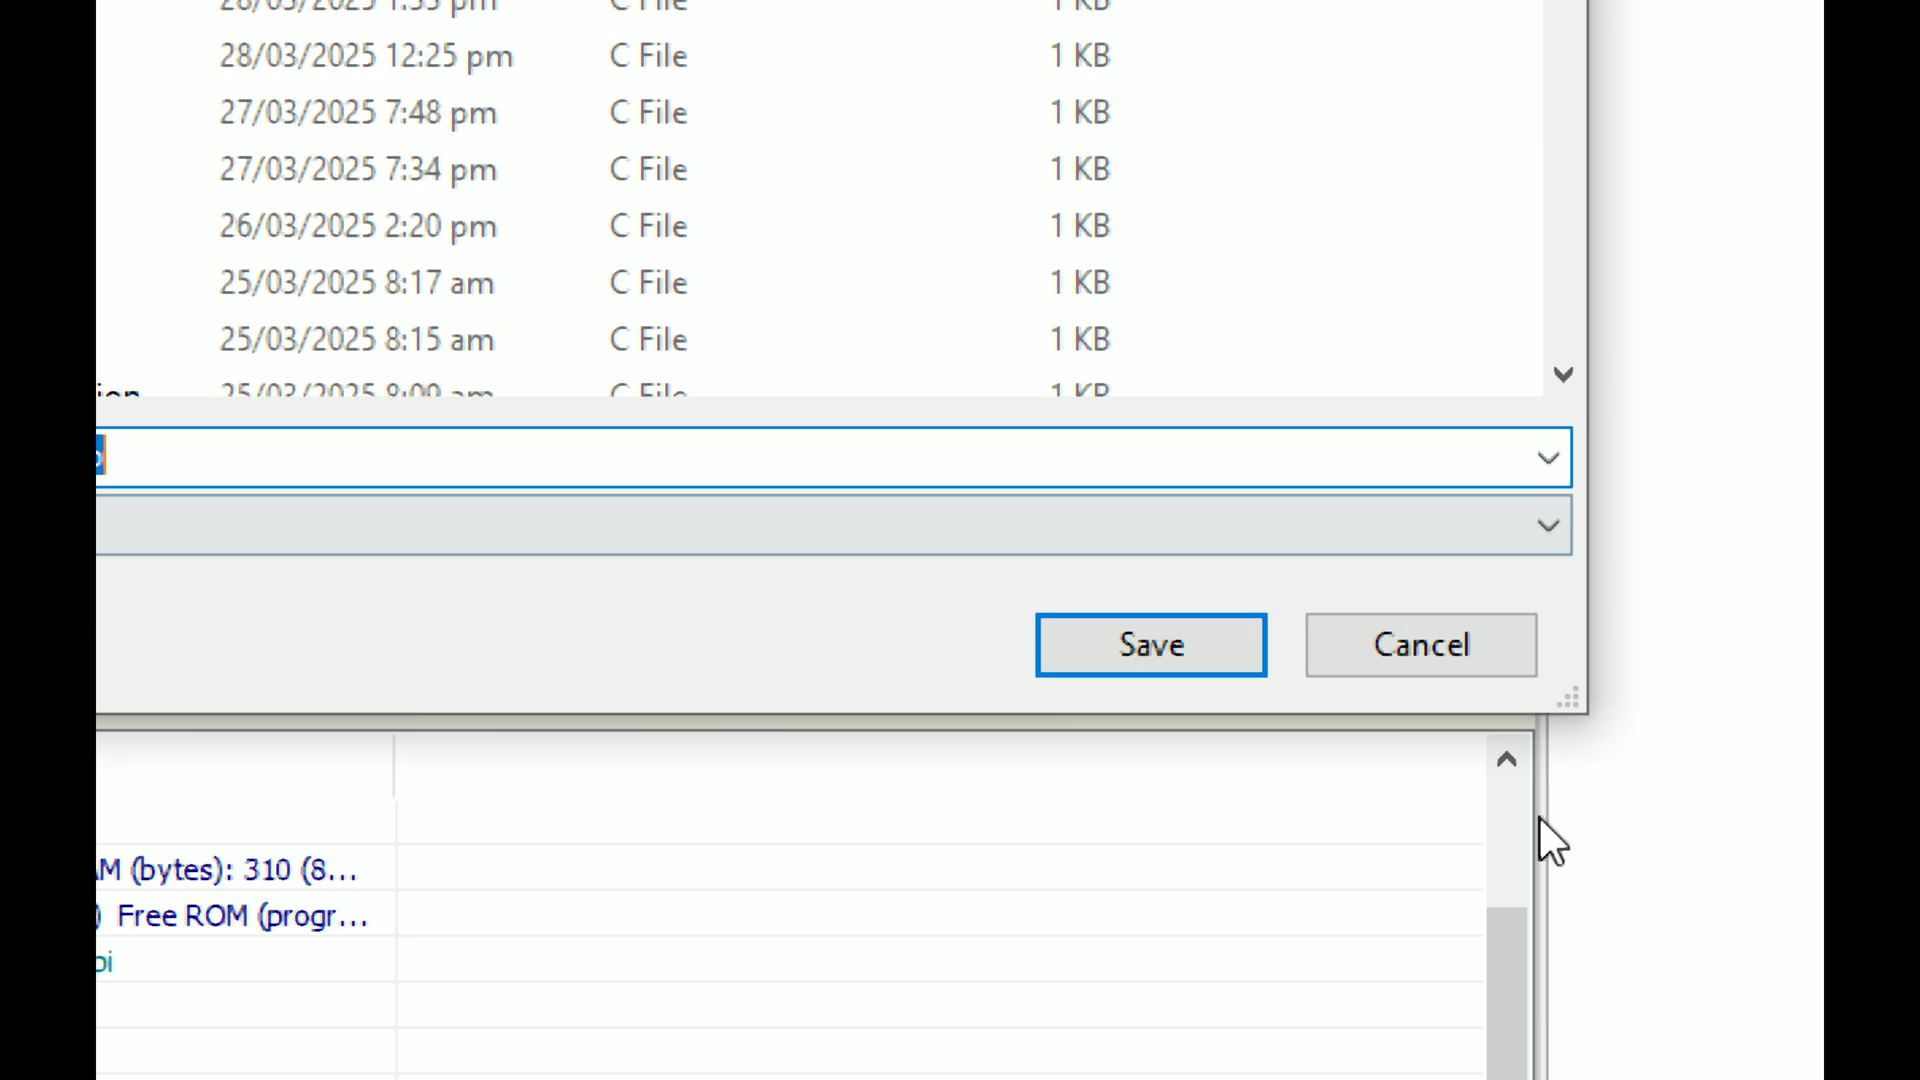 28/03/2025 12:25 pm C File 1 KB
27/03/2025 7:48 pm C File 1 KB
27/03/2025 7:34 pm C File 1 KB
26/03/2025 2:20 pm C File 1 KB
25/03/2025 8:17 am C File 1 KB
25/03/2025 8:15 am C File 1 KB
C File 1 KB
Save Cancel
(bytes): 310 (8...
) Free ROM (progr...